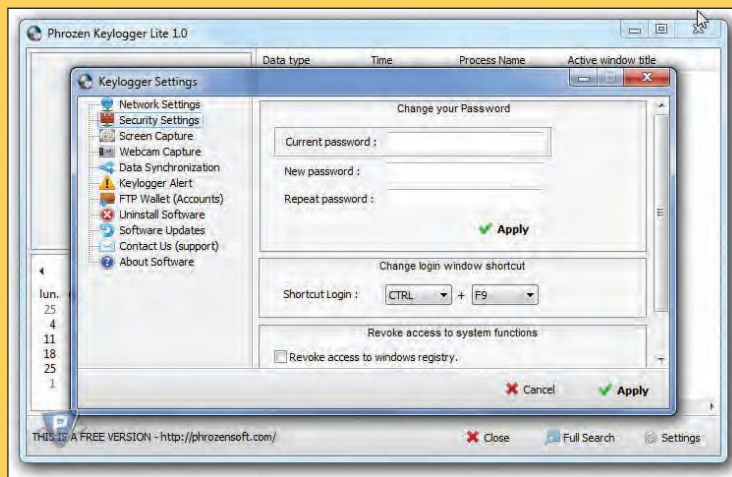 Phrozen Keylogger Lite 1.0
Data type Time Process Name Active window title
Keylogger Settings
Network Settings
Security Settings
Screen Capture
Webcam Capture
Data Synchronization
Keylogger Alert
FTP Wallet (Accounts)
Uninstall Software
Software Updates
Contact Us (support)
About Software
Change your Password
Current password :
New password :
Repeat password :
Apply
Change login window shortcut
Shortcut Login : CTRL + F9
Revoke access to system functions
Revoke access to windows registry.
Cancel Apply
lun.
25
4
11
18
25
1
THIS IS A FREE VERSION - http://phrozensoft.com/ Close Full Search Settings